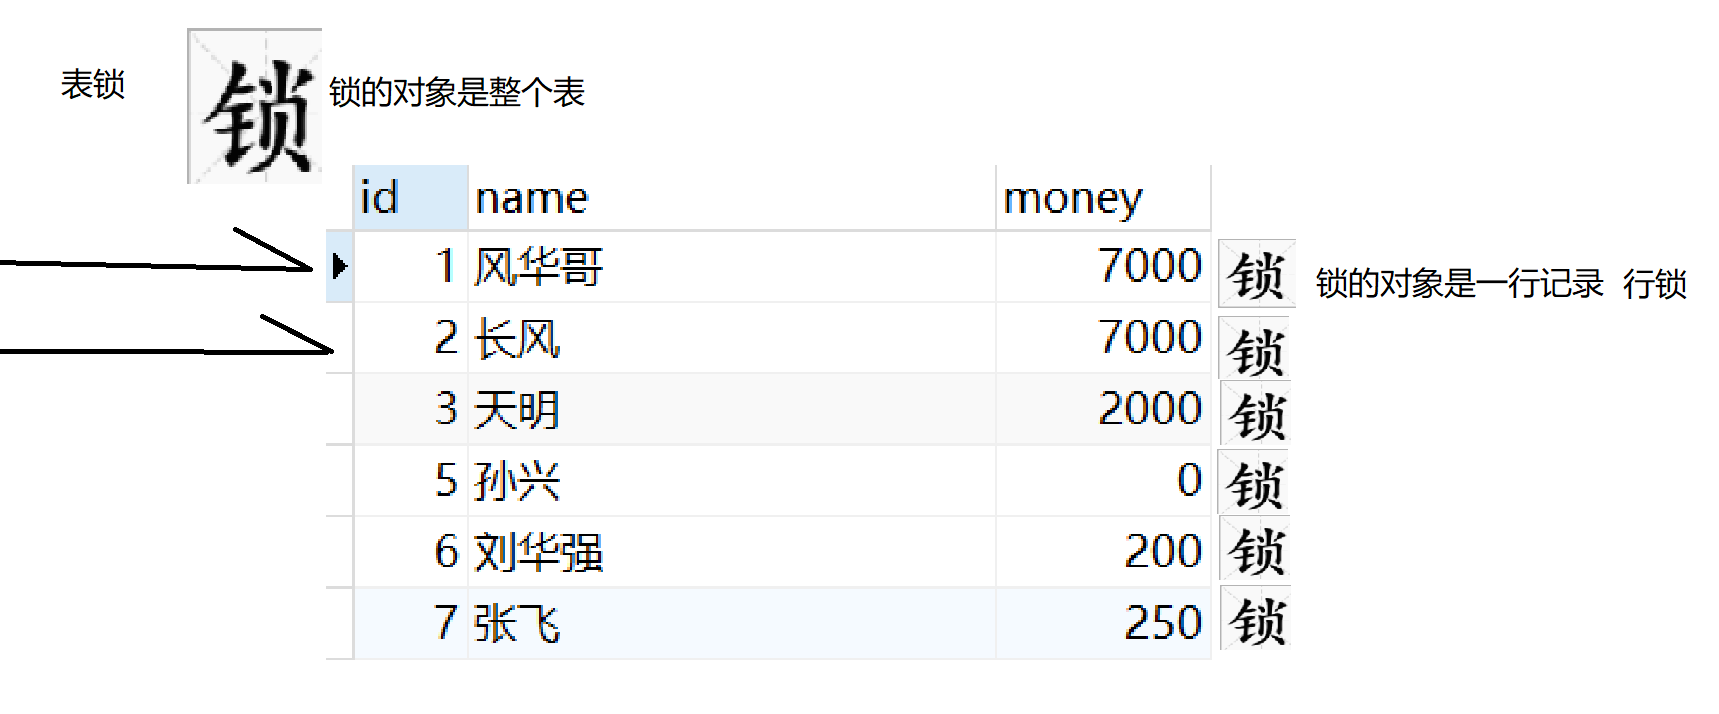 表锁 锁 锁的对象是整个表
id name money
1 风华哥 7000 锁 锁的对象是一行记录 行锁
2 长风 7000 锁
3 天明 2000 锁
5 孙兴 0 锁
6 刘华强 200 锁
7 张飞 250 锁